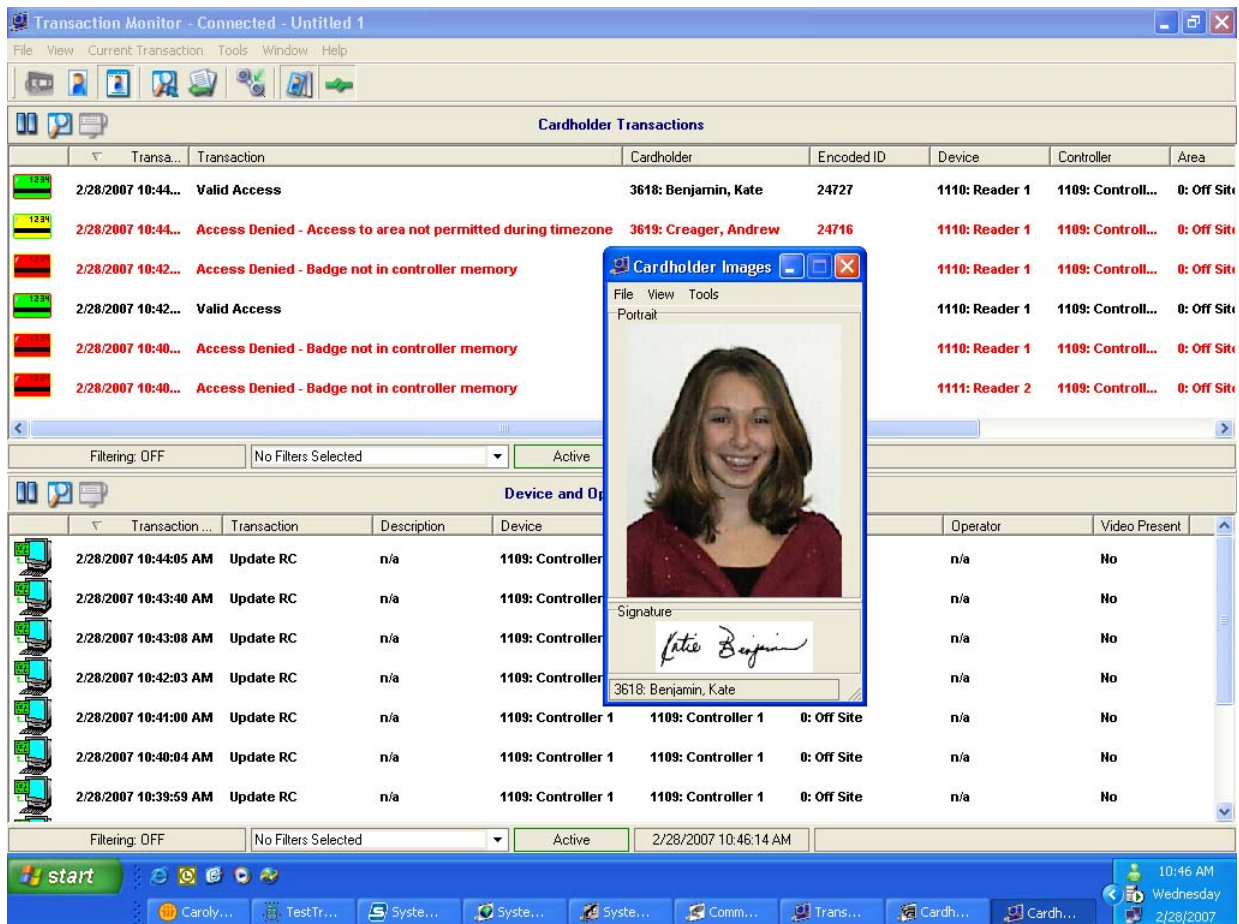 Transaction Monitor - Connected - Untitled 1
File View Current Transaction Tools Window Help
Cardholder Transactions
Transa... Transaction Cardholder Encoded ID Device Controller Area
1234 2/28/2007 10:44... Valid Access 3618: Benjamin, Kate 24727 1110: Reader 1 1109: Controll... 0: Off Site
1234 2/28/2007 10:44... Access Denied - Access to area not permitted during timezone 3619: Creager, Andrew 24716 1110: Reader 1 1109: Controll... 0: Off Site
2/28/2007 10:42... Access Denied - Badge not in controller memory 1110: Reader 1 1109: Controll... 0: Off Site
1234 2/28/2007 10:42... Valid Access 1110: Reader 1 1109: Controll... 0: Off Site
2/28/2007 10:40... Access Denied - Badge not in controller memory 1110: Reader 1 1109: Controll... 0: Off Site
2/28/2007 10:40... Access Denied - Badge not in controller memory 1111: Reader 2 1109: Controll... 0: Off Site
Filtering: OFF No Filters Selected Active
Cardholder Images
File View Tools
Portrait
Signature
Katie Benjamin
3618: Benjamin, Kate
Device and Op
Transaction ... Transaction Description Device Operator Video Present
2/28/2007 10:44:05 AM Update RC n/a 1109: Controller n/a No
2/28/2007 10:43:40 AM Update RC n/a 1109: Controller n/a No
2/28/2007 10:43:08 AM Update RC n/a 1109: Controller n/a No
2/28/2007 10:42:03 AM Update RC n/a 1109: Controller n/a No
2/28/2007 10:41:00 AM Update RC n/a 1109: Controller 1 1109: Controller 1 0: Off Site n/a No
2/28/2007 10:40:04 AM Update RC n/a 1109: Controller 1 1109: Controller 1 0: Off Site n/a No
2/28/2007 10:39:59 AM Update RC n/a 1109: Controller 1 1109: Controller 1 0: Off Site n/a No
Filtering: OFF No Filters Selected Active 2/28/2007 10:46:14 AM
start 10:46 AM
Wednesday
Caroly... TestTr... Syste... Syste... Syste... Comm... Trans... Cardh... Cardh... 2/28/2007